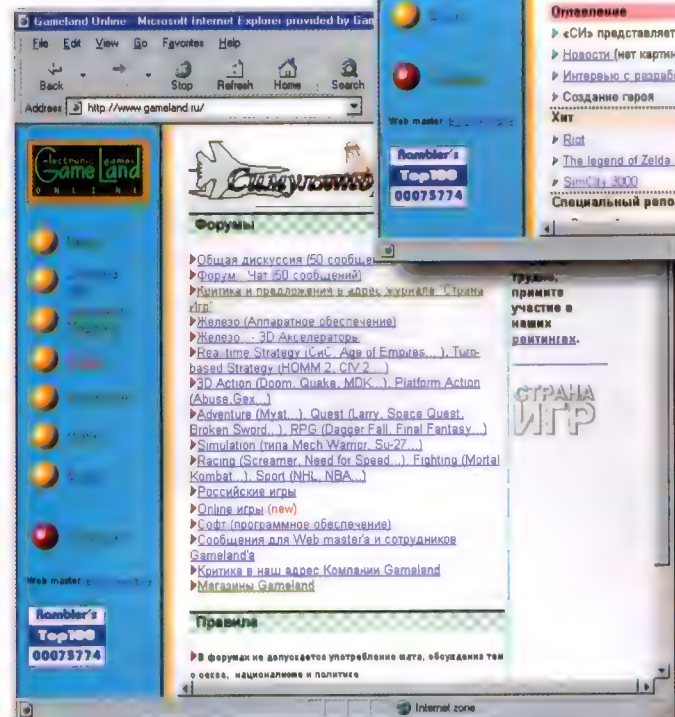 Gameland Online - Microsoft Internet Explorer provided by Gam
File Edit View Go Favorites Help
Back Stop Refresh Home Search
Address http://www.gameland.ru/
electronic games
GameLand
ONLINE
Web master
Rambler's
Top100
00075774
Форумы
Общая дискуссия (50 сообще
Форум - Чат (50 сообщений)
Критика и предложения в адрес журнала "Страна
Игр"
Железо (Аппаратное обеспечение)
Железо - 3D Акселераторы
Real-time Strategy (СиС, Age of Empires...), Turn-
based Strategy (HOMM 2, CIV 2...)
3D Action (Doom, Quake, MDK...), Platform Action
(Abuse,Gex...)
Adventure (Myst...), Quest (Larry, Space Quest,
Broken Sword...), RPG (Dagger Fall, Final Fantasy...)
Simulation (типа Mech Warrior, Su-27...)
Racing (Screamer, Need for Speed...), Fighting (Mortal
Kombat...), Sport (NHL, NBA...)
Российские игры
Online игры (new)
Софт (программное обеспечение)
Сообщения для Web master'а и сотрудников
Gameland'а
Критика в наш адрес Компании Gameland
Магазины Gameland
Правила
В форумах не допускается употребление мата, обсуждения тем
о сексе, национализме и политике
Internet zone
Web master
Rambler's
Top100
00075774
Оглавление
«СИ» представляет
Новости (нет картин
Интервью с разраб
Создание героя
Хит
Riot
The legend of Zelda
SimCity 3000
Специальный репо
трудно,
примите
участие в
наших
рейтингах.
СТРАНА
ИГР